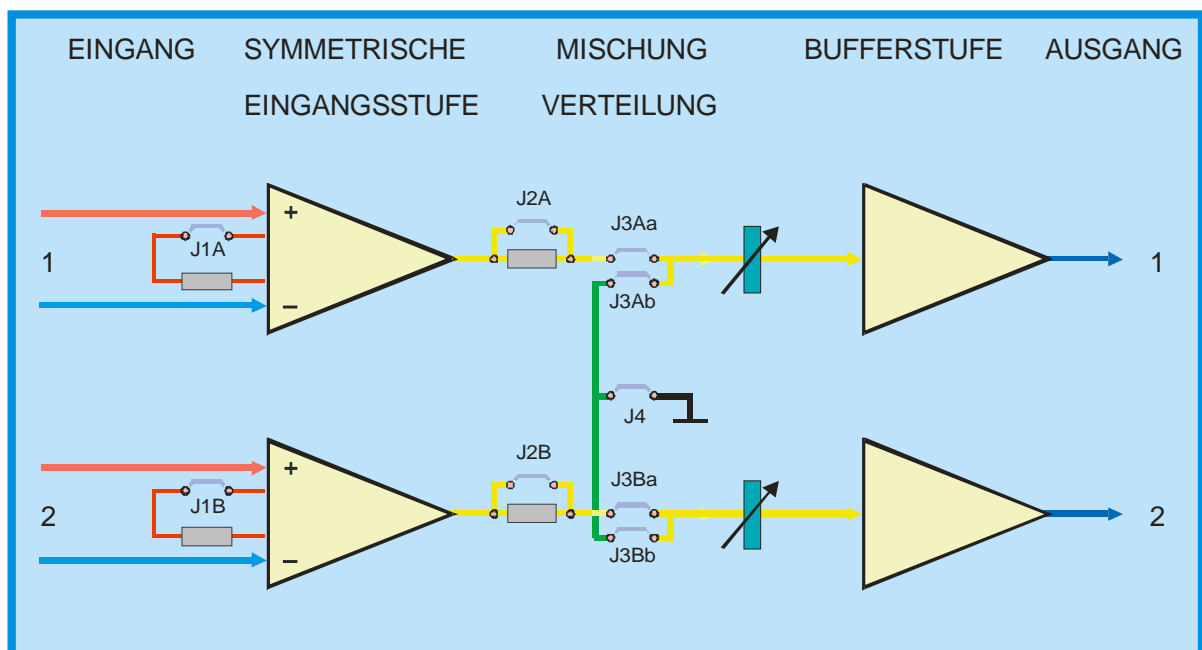 EINGANG SYMMETRISCHE MISCHUNG BUFFERSTUFE AUSGANG
EINGANGSSTUFE VERTEILUNG
J2A
+
J3Aa
J1A
1
1
J3Ab
–
J4
J2B
+
J3Ba
J1B
2
2
J3Bb
–